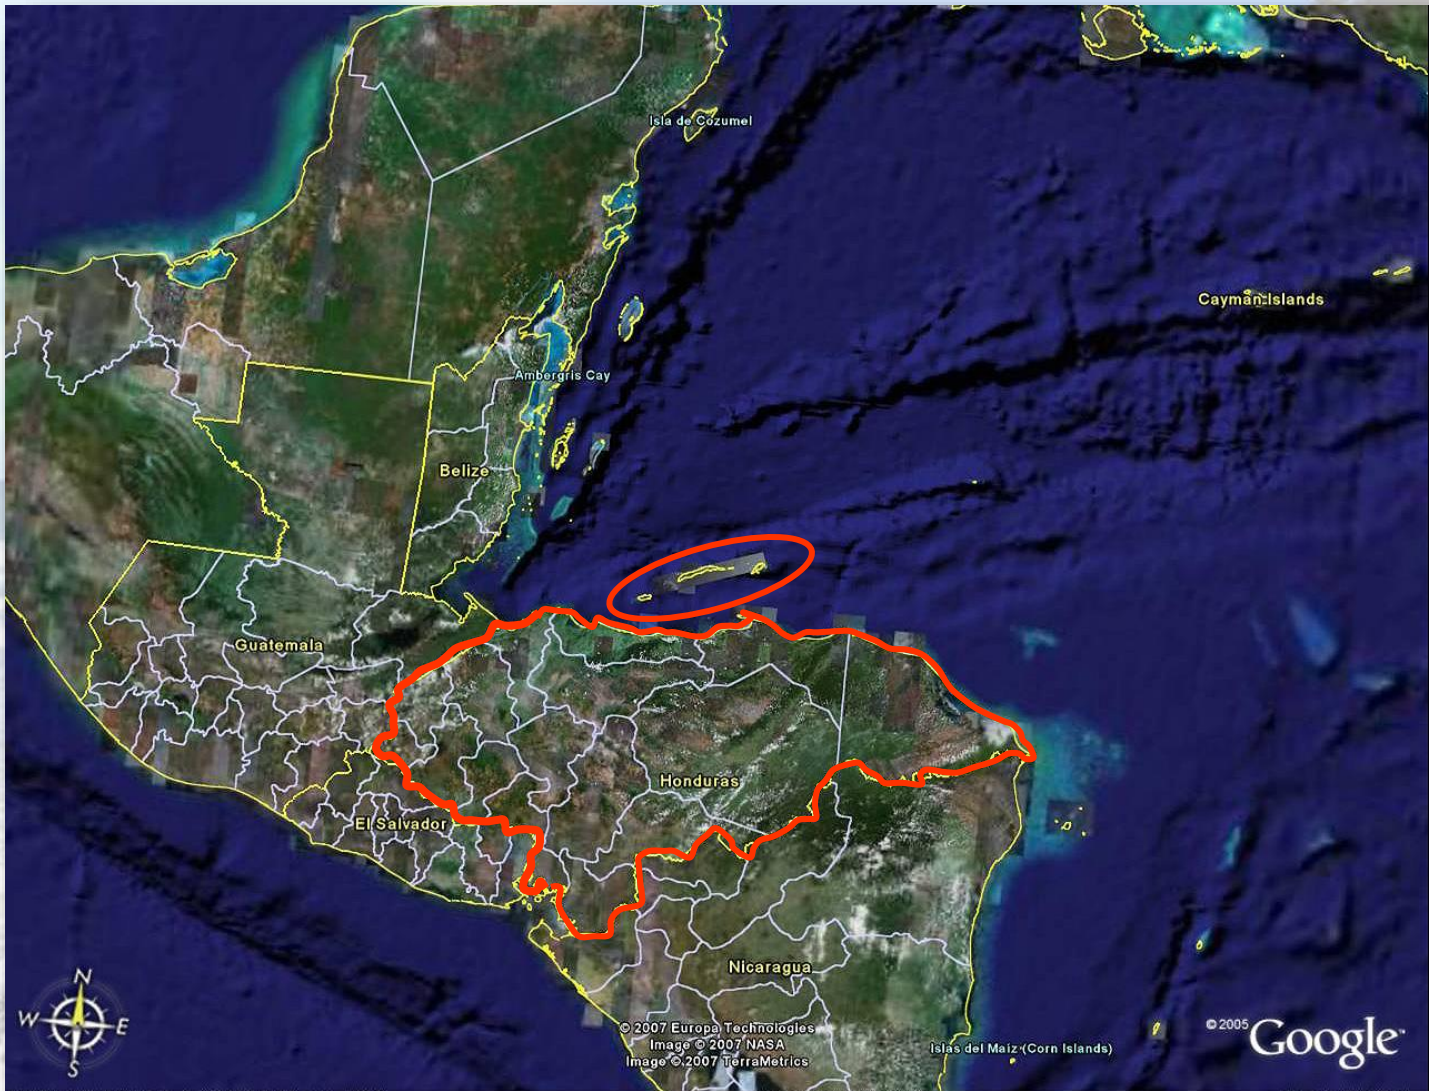 Isla de Cozumel
Cayman Islands
Ambergris Cay
Belize
Guatemala
Honduras
El Salvador
Nicaragua
N
W E
S
© 2007 Europa Technologies
Image © 2007 NASA
Image © 2007 TerraMetrics
Islas del Maiz (Corn Islands)
© 2005 Google™